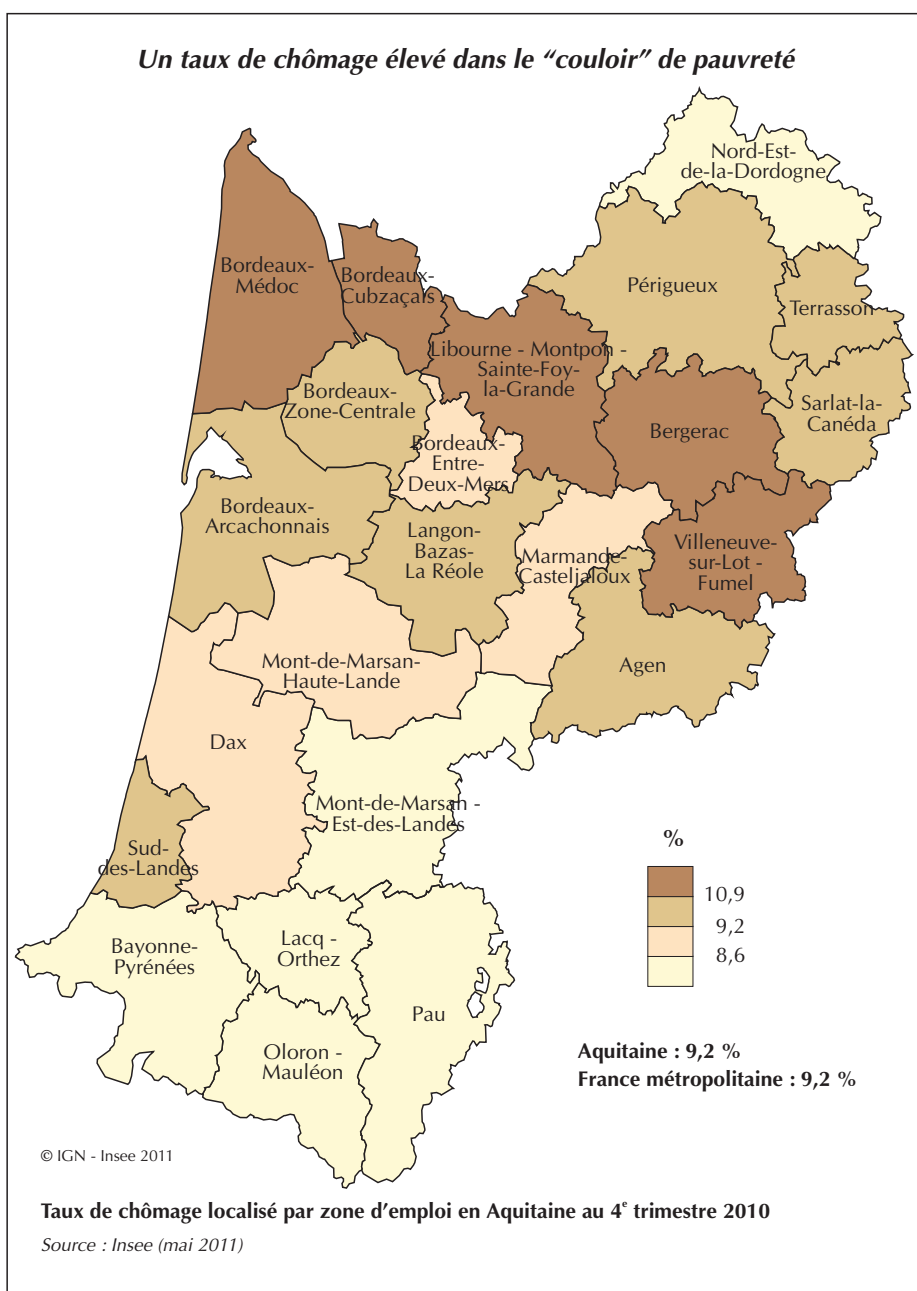 Un taux de chômage élevé dans le “couloir” de pauvreté
Nord-Est-
de-la-Dordogne
Bordeaux-
Médoc
Bordeaux-
Cubzaçais
Périgueux
Terrasson
Libourne - Montpon -
Sainte-Foy-
la-Grande
Bordeaux-
Zone-Centrale
Sarlat-la-
Canéda
Bergerac
Bordeaux-
Entre-
Deux-Mers
Bordeaux-
Arcachonnais
Langon-
Bazas-
La Réole
Marmande-
Casteljaloux
Villeneuve-
sur-Lot -
Fumel
Mont-de-Marsan-
Haute-Lande
Agen
Dax
Mont-de-Marsan -
Est-des-Landes
Sud-
des-Landes
%
10,9
9,2
8,6
Bayonne-
Pyrénées
Lacq -
Orthez
Pau
Oloron -
Mauléon
Aquitaine : 9,2 %
France métropolitaine : 9,2 %
© IGN - Insee 2011
Taux de chômage localisé par zone d’emploi en Aquitaine au 4e trimestre 2010
Source : Insee (mai 2011)